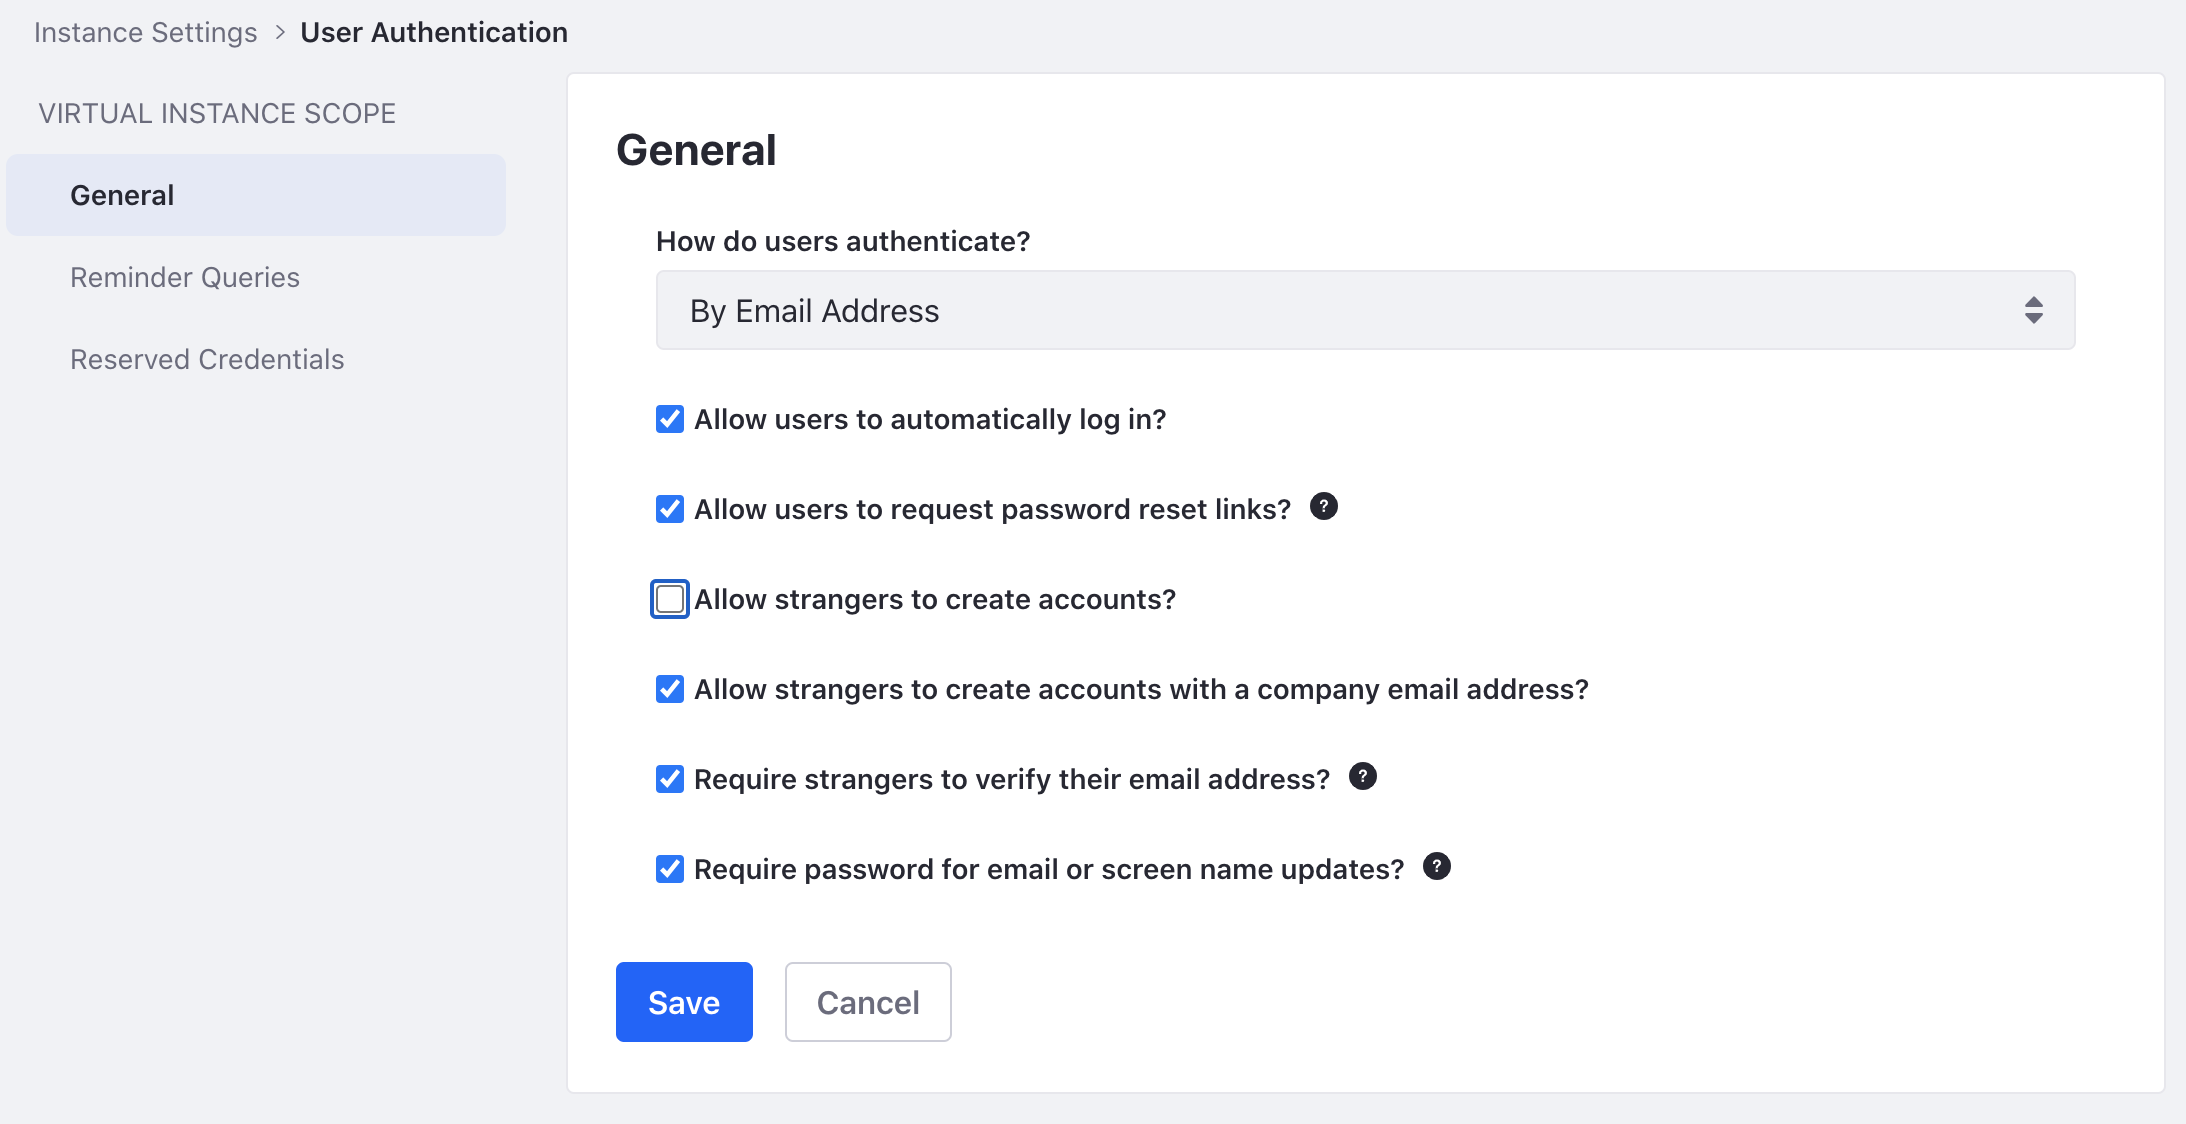 Instance Settings > User Authentication
VIRTUAL INSTANCE SCOPE
General
Reminder Queries
Reserved Credentials
General
How do users authenticate?
By Email Address
Allow users to automatically log in?
Allow users to request password reset links? ?
Allow strangers to create accounts?
Allow strangers to create accounts with a company email address?
Require strangers to verify their email address? ?
Require password for email or screen name updates? ?
Save
Cancel